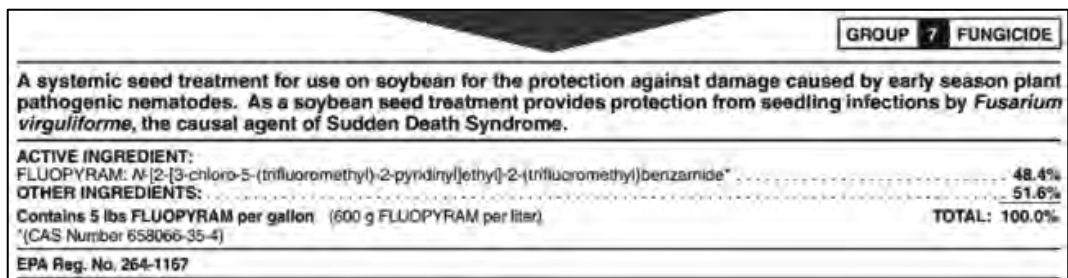 GROUP 7 FUNGICIDE
A systemic seed treatment for use on soybean for the protection against damage caused by early season plant
pathogenic nematodes. As a soybean seed treatment provides protection from seedling infections by Fusarium
virguliforme, the causal agent of Sudden Death Syndrome.
ACTIVE INGREDIENT:
FLUOPYRAM: N-[2-[3-chloro-5-(trifluoromethyl)-2-pyridinyl]ethyl]-2-(trifluoromethyl)benzamide* 48.4%
OTHER INGREDIENTS: 51.6%
Contains 5 lbs FLUOPYRAM per gallon (600 g FLUOPYRAM per liter) TOTAL: 100.0%
*(CAS Number 658066-35-4)
EPA Reg. No. 264-1167